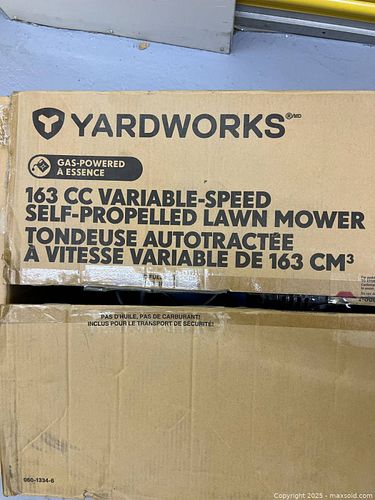 YARDWORKS®/MD
GAS-POWERED
À ESSENCE
163 CC VARIABLE-SPEED
SELF-PROPELLED LAWN MOWER
TONDEUSE AUTOTRACTÉE
À VITESSE VARIABLE DE 163 CM³
PAS D'HUILE, PAS DE CARBURANT!
INCLUS POUR LE TRANSPORT DE SÉCURITÉ!
060-1334-6
Copyright © 2025 - maxsold.com